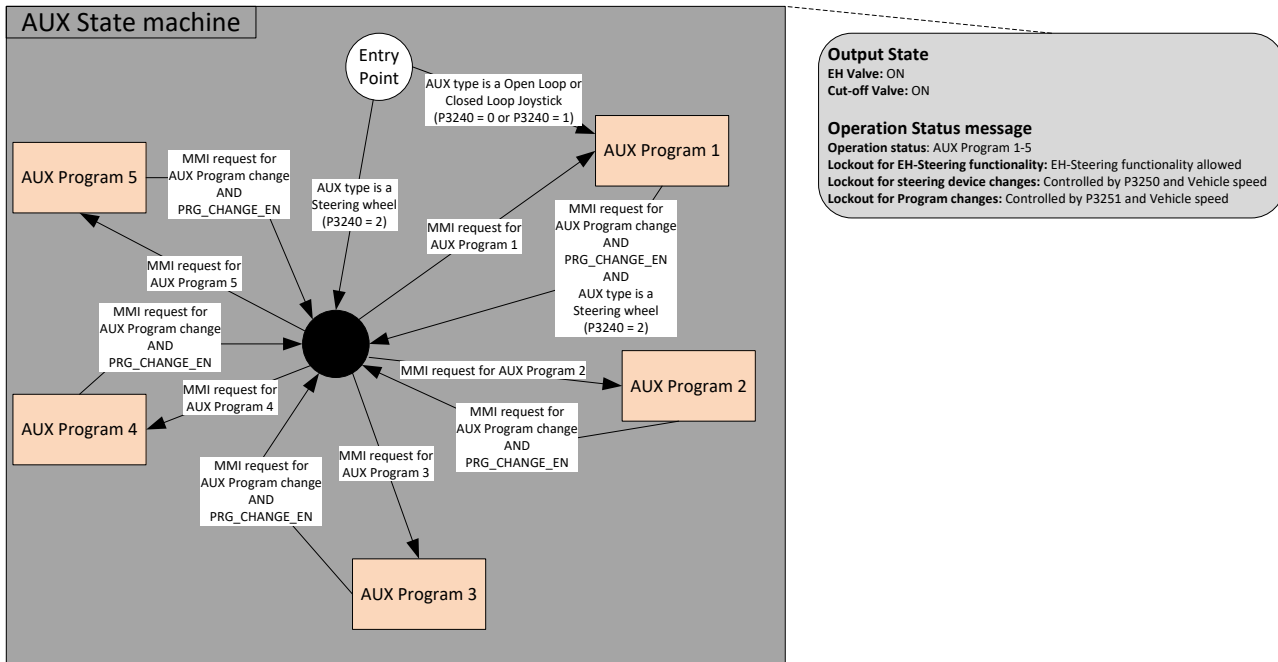 AUX State machine
Entry
Point
AUX type is a Open Loop or
Closed Loop Joystick
(P3240 = 0 or P3240 = 1)
AUX Program 1
AUX Program 5
MMI request for
AUX Program change
AND
PRG_CHANGE_EN
AUX type is a
Steering wheel
(P3240 = 2)
MMI request for
AUX Program 1
MMI request for
AUX Program change
AND
PRG_CHANGE_EN
AND
AUX type is a
Steering wheel
(P3240 = 2)
MMI request for
AUX Program 5
MMI request for
AUX Program change
AND
PRG_CHANGE_EN
MMI request for AUX Program 2
AUX Program 2
MMI request for
AUX Program 4
AUX Program 4
MMI request for
AUX Program change
AND
PRG_CHANGE_EN
MMI request for
AUX Program 3
MMI request for
AUX Program change
AND
PRG_CHANGE_EN
AUX Program 3
Output State
EH Valve: ON
Cut-off Valve: ON
Operation Status message
Operation status: AUX Program 1-5
Lockout for EH-Steering functionality: EH-Steering functionality allowed
Lockout for steering device changes: Controlled by P3250 and Vehicle speed
Lockout for Program changes: Controlled by P3251 and Vehicle speed